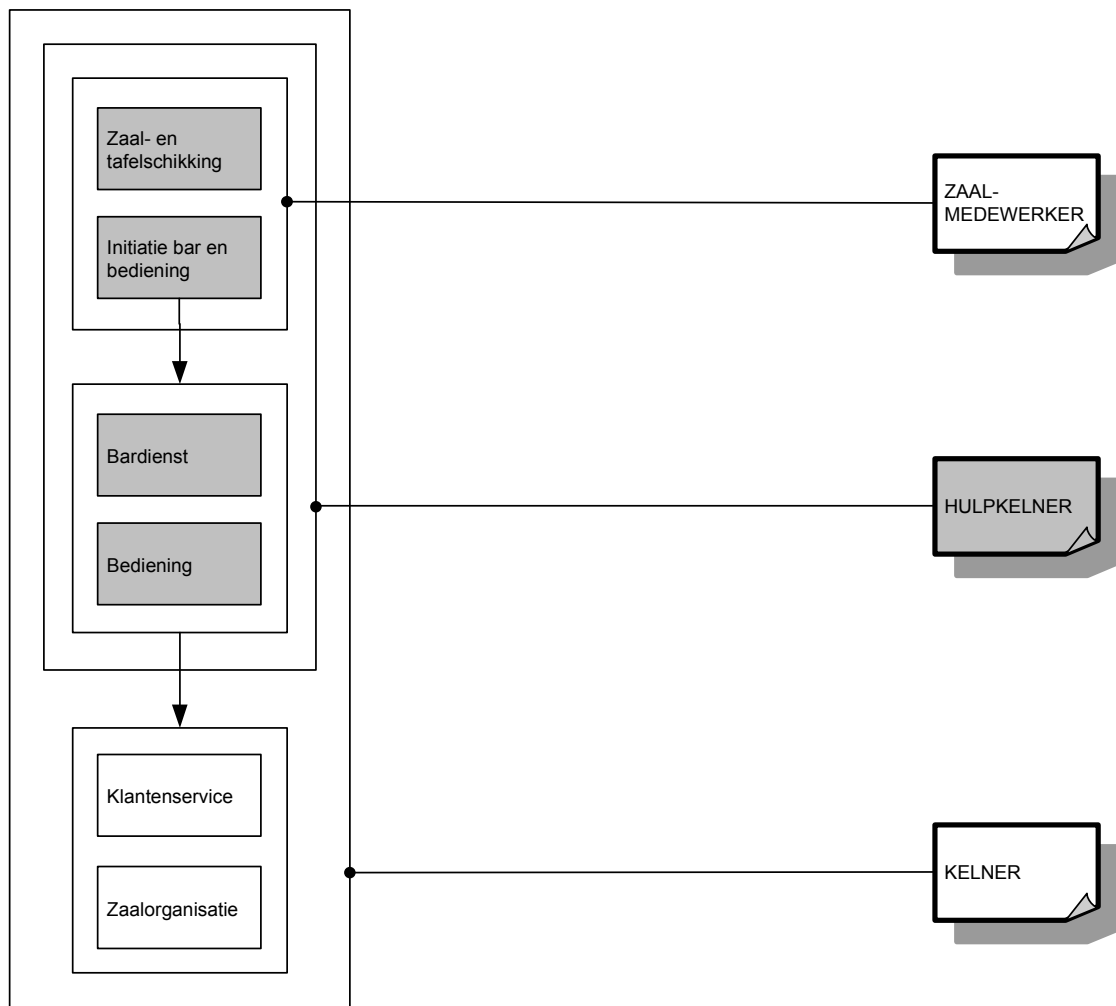 Zaal- en
tafelschikking
Initiatie bar en
bediening
ZAAL-
MEDEWERKER
Bardienst
Bediening
HULPKELNER
Klantenservice
Zaalorganisatie
KELNER